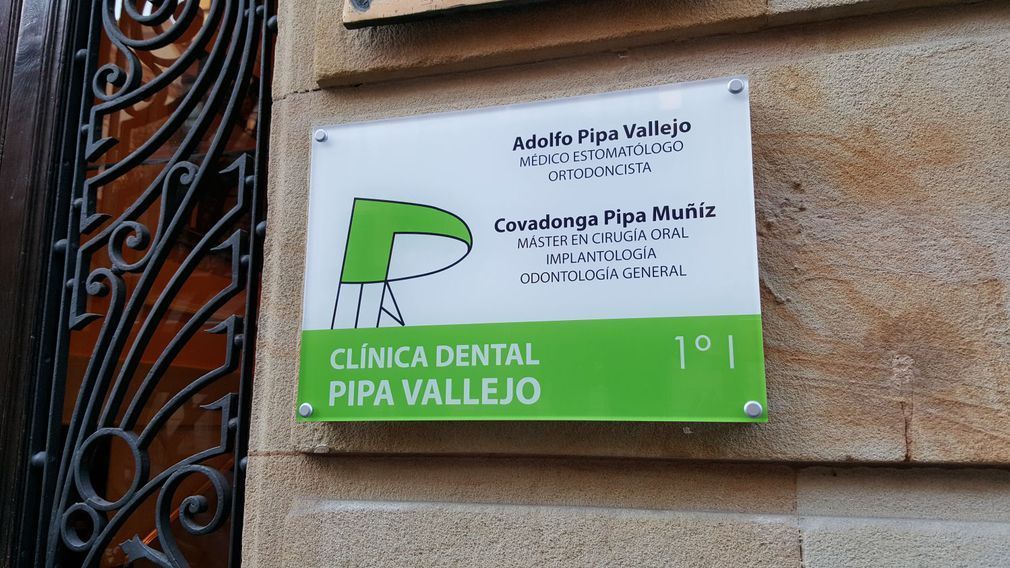 Adolfo Pipa Vallejo
MÉDICO ESTOMATÓLOGO
ORTODONCISTA
Covadonga Pipa Muñíz
MÁSTER EN CIRUGÍA ORAL
IMPLANTOLOGÍA
ODONTOLOGÍA GENERAL
CLÍNICA DENTAL
PIPA VALLEJO
1º I